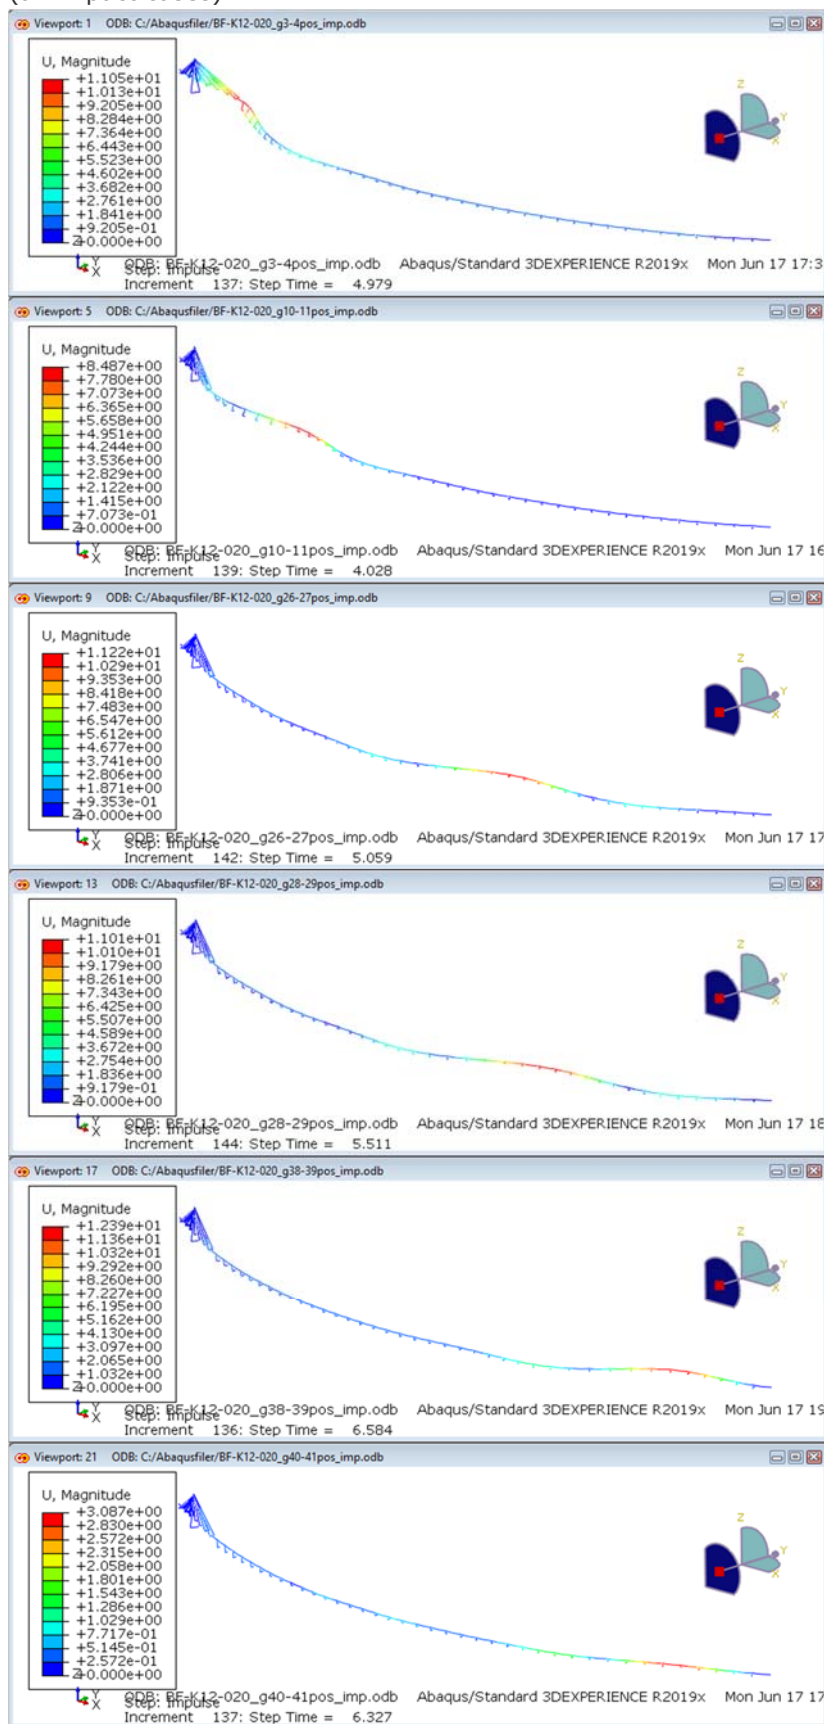 Viewport: 1 ODB: C:/Abaqusfiler/BF-K12-020_g3-4pos_imp.odb
U, Magnitude
+1.105e+01
+1.013e+01
+9.205e+00
+8.284e+00
+7.364e+00
+6.443e+00
+5.523e+00
+4.602e+00
+3.682e+00
+2.761e+00
+1.841e+00
+9.205e-01
+0.000e+00
Z
Y
X
Z
Y
X
ODB: BF-K12-020_g3-4pos_imp.odb Abaqus/Standard 3DEXPERIENCE R2019x Mon Jun 17 17:3
Step: Impulse
Increment 137: Step Time = 4.979
Viewport: 5 ODB: C:/Abaqusfiler/BF-K12-020_g10-11pos_imp.odb
U, Magnitude
+8.487e+00
+7.780e+00
+7.073e+00
+6.365e+00
+5.658e+00
+4.951e+00
+4.244e+00
+3.536e+00
+2.829e+00
+2.122e+00
+1.415e+00
+7.073e-01
+0.000e+00
Z
Y
X
Z
Y
X
ODB: BF-K12-020_g10-11pos_imp.odb Abaqus/Standard 3DEXPERIENCE R2019x Mon Jun 17 16
Step: Impulse
Increment 139: Step Time = 4.028
Viewport: 9 ODB: C:/Abaqusfiler/BF-K12-020_g26-27pos_imp.odb
U, Magnitude
+1.122e+01
+1.029e+01
+9.353e+00
+8.418e+00
+7.483e+00
+6.547e+00
+5.612e+00
+4.677e+00
+3.741e+00
+2.806e+00
+1.871e+00
+9.353e-01
+0.000e+00
Z
Y
X
Z
Y
X
ODB: BF-K12-020_g26-27pos_imp.odb Abaqus/Standard 3DEXPERIENCE R2019x Mon Jun 17 17
Step: Impulse
Increment 142: Step Time = 5.059
Viewport: 13 ODB: C:/Abaqusfiler/BF-K12-020_g28-29pos_imp.odb
U, Magnitude
+1.101e+01
+1.010e+01
+9.179e+00
+8.261e+00
+7.343e+00
+6.425e+00
+5.507e+00
+4.589e+00
+3.672e+00
+2.754e+00
+1.836e+00
+9.179e-01
+0.000e+00
Z
Y
X
Z
Y
X
ODB: BF-K12-020_g28-29pos_imp.odb Abaqus/Standard 3DEXPERIENCE R2019x Mon Jun 17 18
Step: Impulse
Increment 144: Step Time = 5.511
Viewport: 17 ODB: C:/Abaqusfiler/BF-K12-020_g38-39pos_imp.odb
U, Magnitude
+1.239e+01
+1.136e+01
+1.032e+01
+9.292e+00
+8.260e+00
+7.227e+00
+6.195e+00
+5.162e+00
+4.130e+00
+3.097e+00
+2.065e+00
+1.032e+00
+0.000e+00
Z
Y
X
Z
Y
X
ODB: BF-K12-020_g38-39pos_imp.odb Abaqus/Standard 3DEXPERIENCE R2019x Mon Jun 17 19
Step: Impulse
Increment 136: Step Time = 6.584
Viewport: 21 ODB: C:/Abaqusfiler/BF-K12-020_g40-41pos_imp.odb
U, Magnitude
+3.087e+00
+2.830e+00
+2.572e+00
+2.315e+00
+2.058e+00
+1.801e+00
+1.543e+00
+1.286e+00
+1.029e+00
+7.717e-01
+5.145e-01
+2.572e-01
+0.000e+00
Z
Y
X
Z
Y
X
ODB: BF-K12-020_g40-41pos_imp.odb Abaqus/Standard 3DEXPERIENCE R2019x Mon Jun 17 17
Step: Impulse
Increment 137: Step Time = 6.327